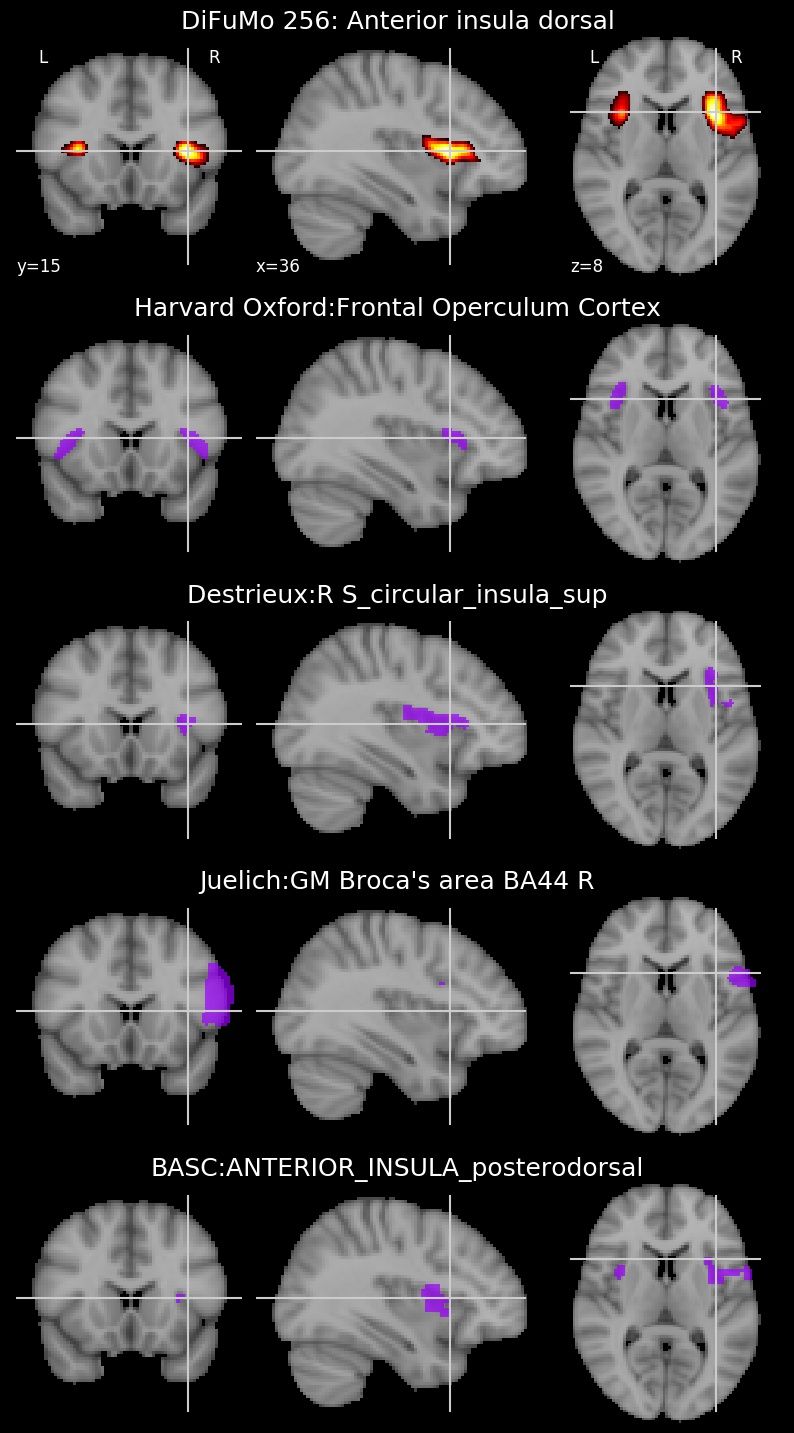 DiFuMo 256: Anterior insula dorsal
L R L R
y=15 x=36 z=8
Harvard Oxford:Frontal Operculum Cortex
Destrieux:R S_circular_insula_sup
Juelich:GM Broca's area BA44 R
BASC:ANTERIOR_INSULA_posterodorsal